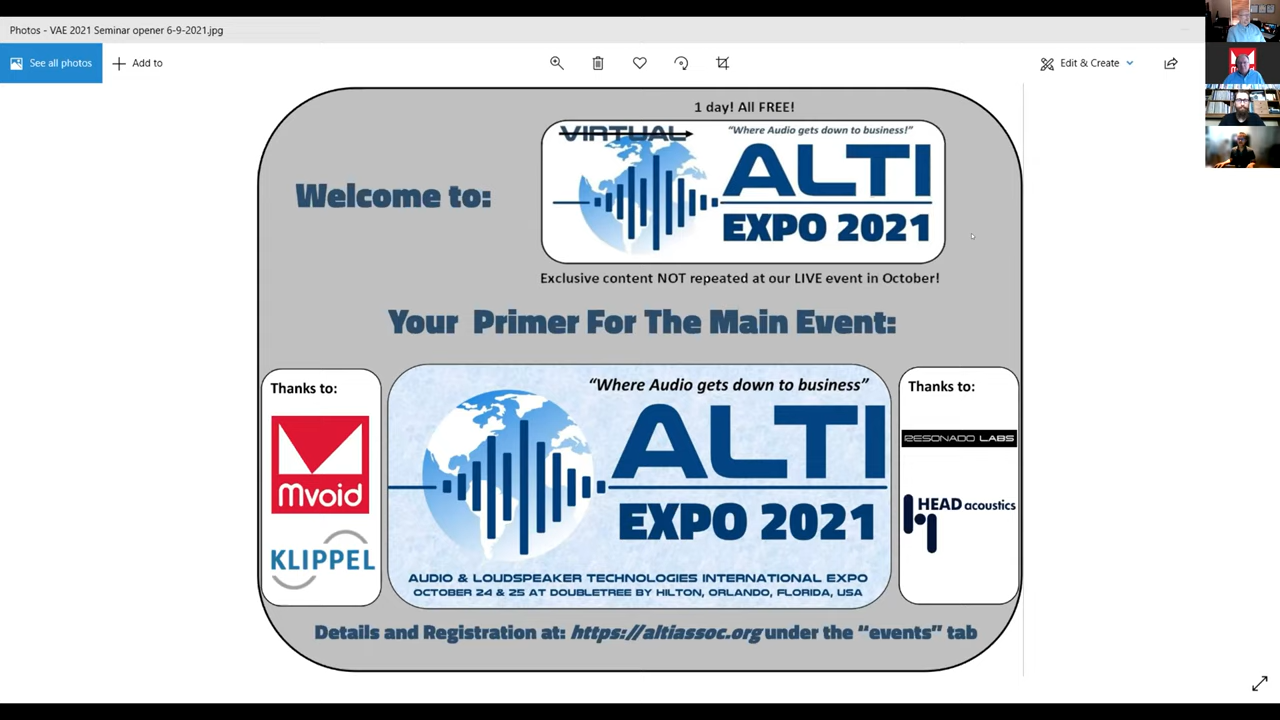 Photos - VAE 2021 Seminar opener 6-9-2021.jpg
See all photos
Add to
Edit & Create
1 day! All FREE!
VIRTUAL
“Where Audio gets down to business!”
ALTI
EXPO 2021
Welcome to:
Exclusive content NOT repeated at our LIVE event in October!
Your Primer For The Main Event:
Thanks to:
Mvoid
KLIPPEL
“Where Audio gets down to business”
ALTI
EXPO 2021
AUDIO & LOUDSPEAKER TECHNOLOGIES INTERNATIONAL EXPO
OCTOBER 24 & 25 AT DOUBLETREE BY HILTON, ORLANDO, FLORIDA, USA
Thanks to:
RESONADO LABS
HEAD acoustics
Details and Registration at: https://altiassoc.org under the “events” tab